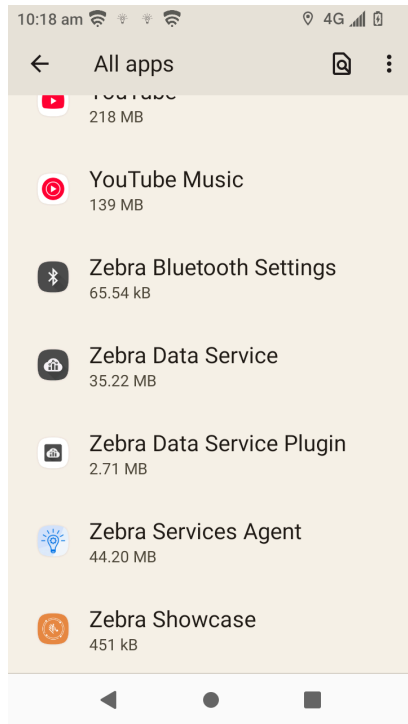 10:18 am 4G
All apps
YouTube
218 MB
YouTube Music
139 MB
Zebra Bluetooth Settings
65.54 kB
Zebra Data Service
35.22 MB
Zebra Data Service Plugin
2.71 MB
Zebra Services Agent
44.20 MB
Zebra Showcase
451 kB